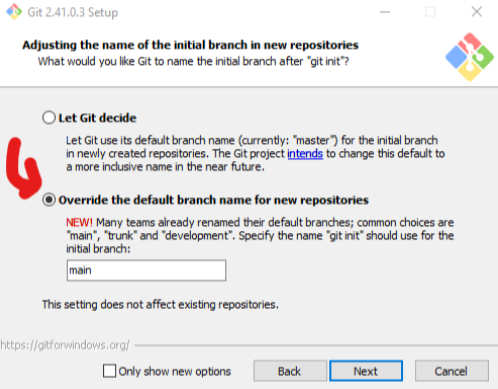 Git 2.41.0.3 Setup
Adjusting the name of the initial branch in new repositories
What would you like Git to name the initial branch after "git init"?
Let Git decide
Let Git use its default branch name (currently: "master") for the initial branch
in newly created repositories. The Git project intends to change this default to
a more inclusive name in the near future.
Override the default branch name for new repositories
NEW! Many teams already renamed their default branches; common choices are
"main", "trunk" and "development". Specify the name "git init" should use for the
initial branch:
main
This setting does not affect existing repositories.
https://gitforwindows.org/
Only show new options
Back
Next
Cancel